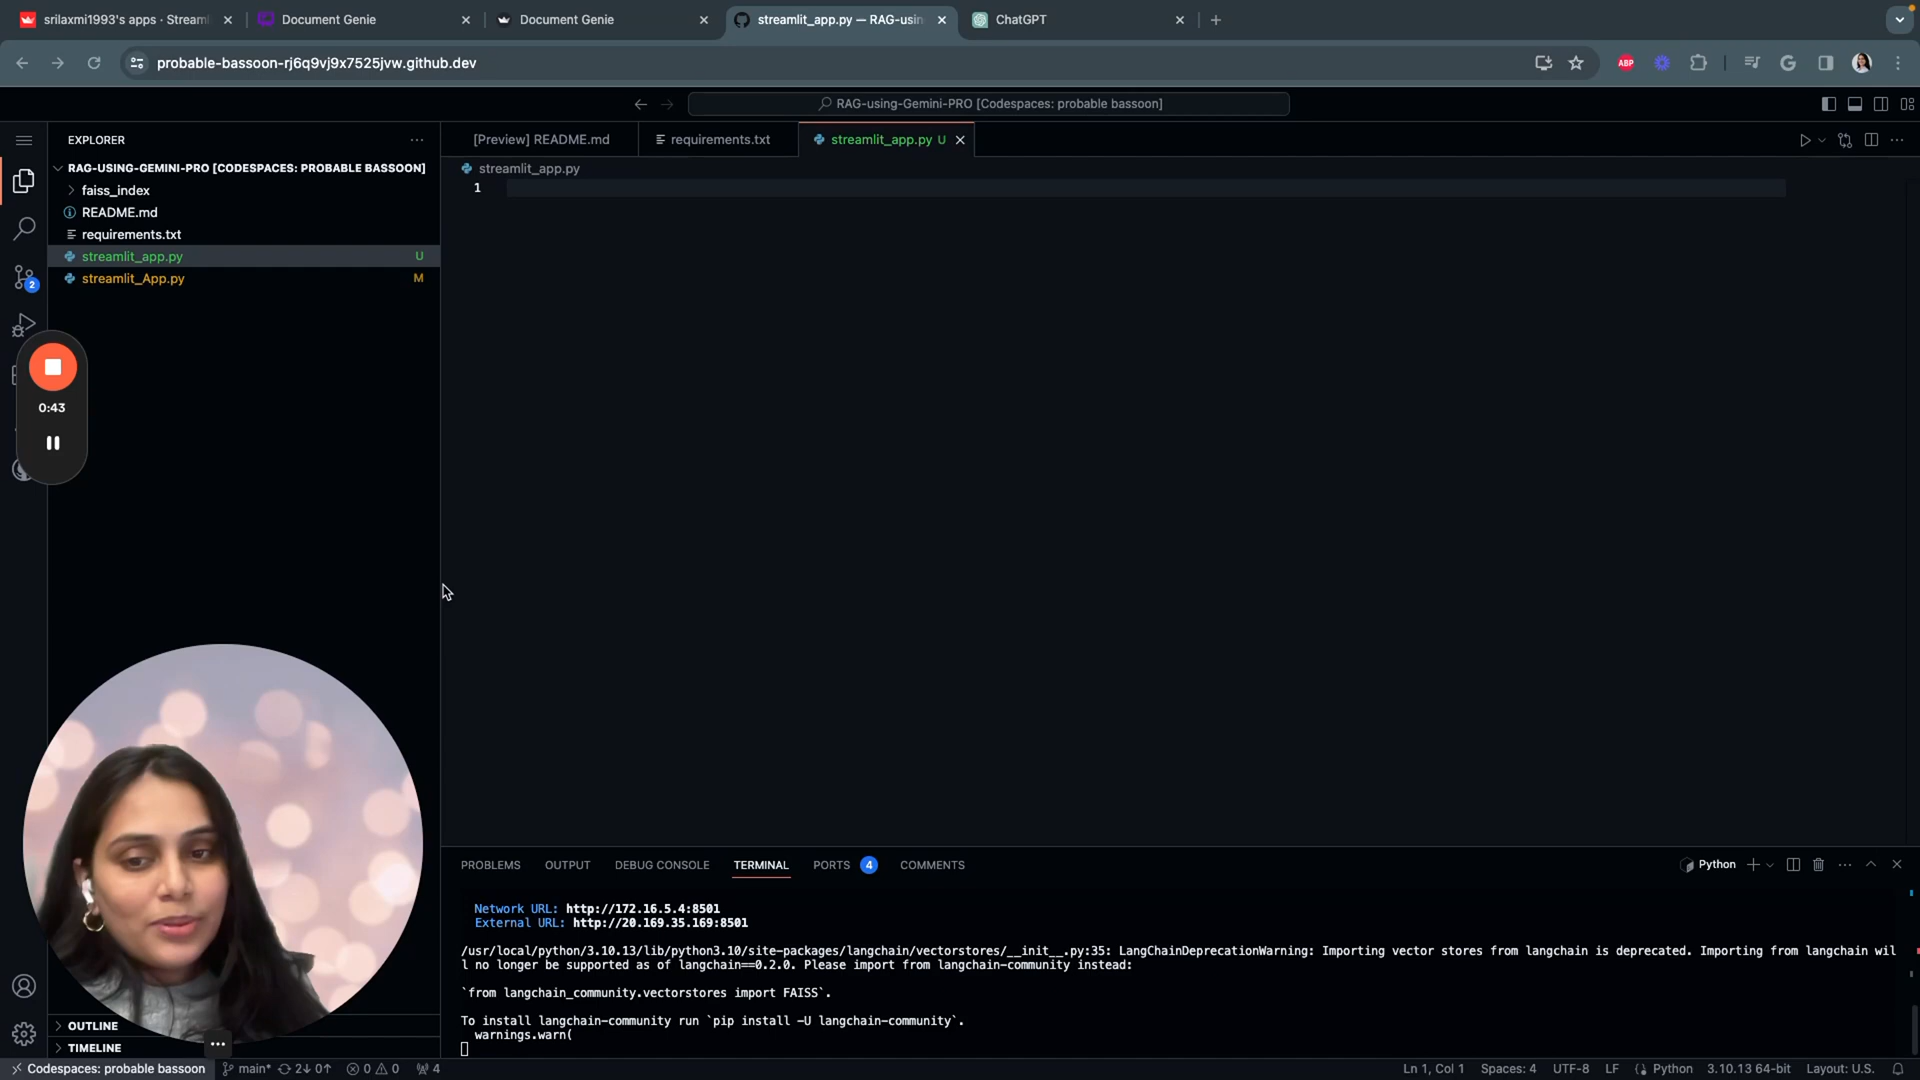 srilaxmi1993's apps · Streaml
Document Genie
Document Genie
streamlit_app.py — RAG-usin
ChatGPT
probable-bassoon-rj6q9vj9x7525jvw.github.dev
ABP
RAG-using-Gemini-PRO [Codespaces: probable bassoon]
EXPLORER
[Preview] README.md
requirements.txt
streamlit_app.py U
RAG-USING-GEMINI-PRO [CODESPACES: PROBABLE BASSOON]
streamlit_app.py
faiss_index
1
README.md
requirements.txt
streamlit_app.py U
streamlit_App.py M
2
0:43
PROBLEMS
OUTPUT
DEBUG CONSOLE
TERMINAL
PORTS 4
COMMENTS
Python
Network URL: http://172.16.5.4:8501
External URL: http://20.169.35.169:8501
/usr/local/python/3.10.13/lib/python3.10/site-packages/langchain/vectorstores/__init__.py:35: LangChainDeprecationWarning: Importing vector stores from langchain is deprecated. Importing from langchain wil
l no longer be supported as of langchain==0.2.0. Please import from langchain-community instead:
`from langchain_community.vectorstores import FAISS`.
To install langchain-community run `pip install -U langchain-community`.
warnings.warn(
OUTLINE
TIMELINE
Codespaces: probable bassoon
main*
2↓ 0↑
0
0
4
Ln 1, Col 1
Spaces: 4
UTF-8
LF
Python
3.10.13 64-bit
Layout: U.S.